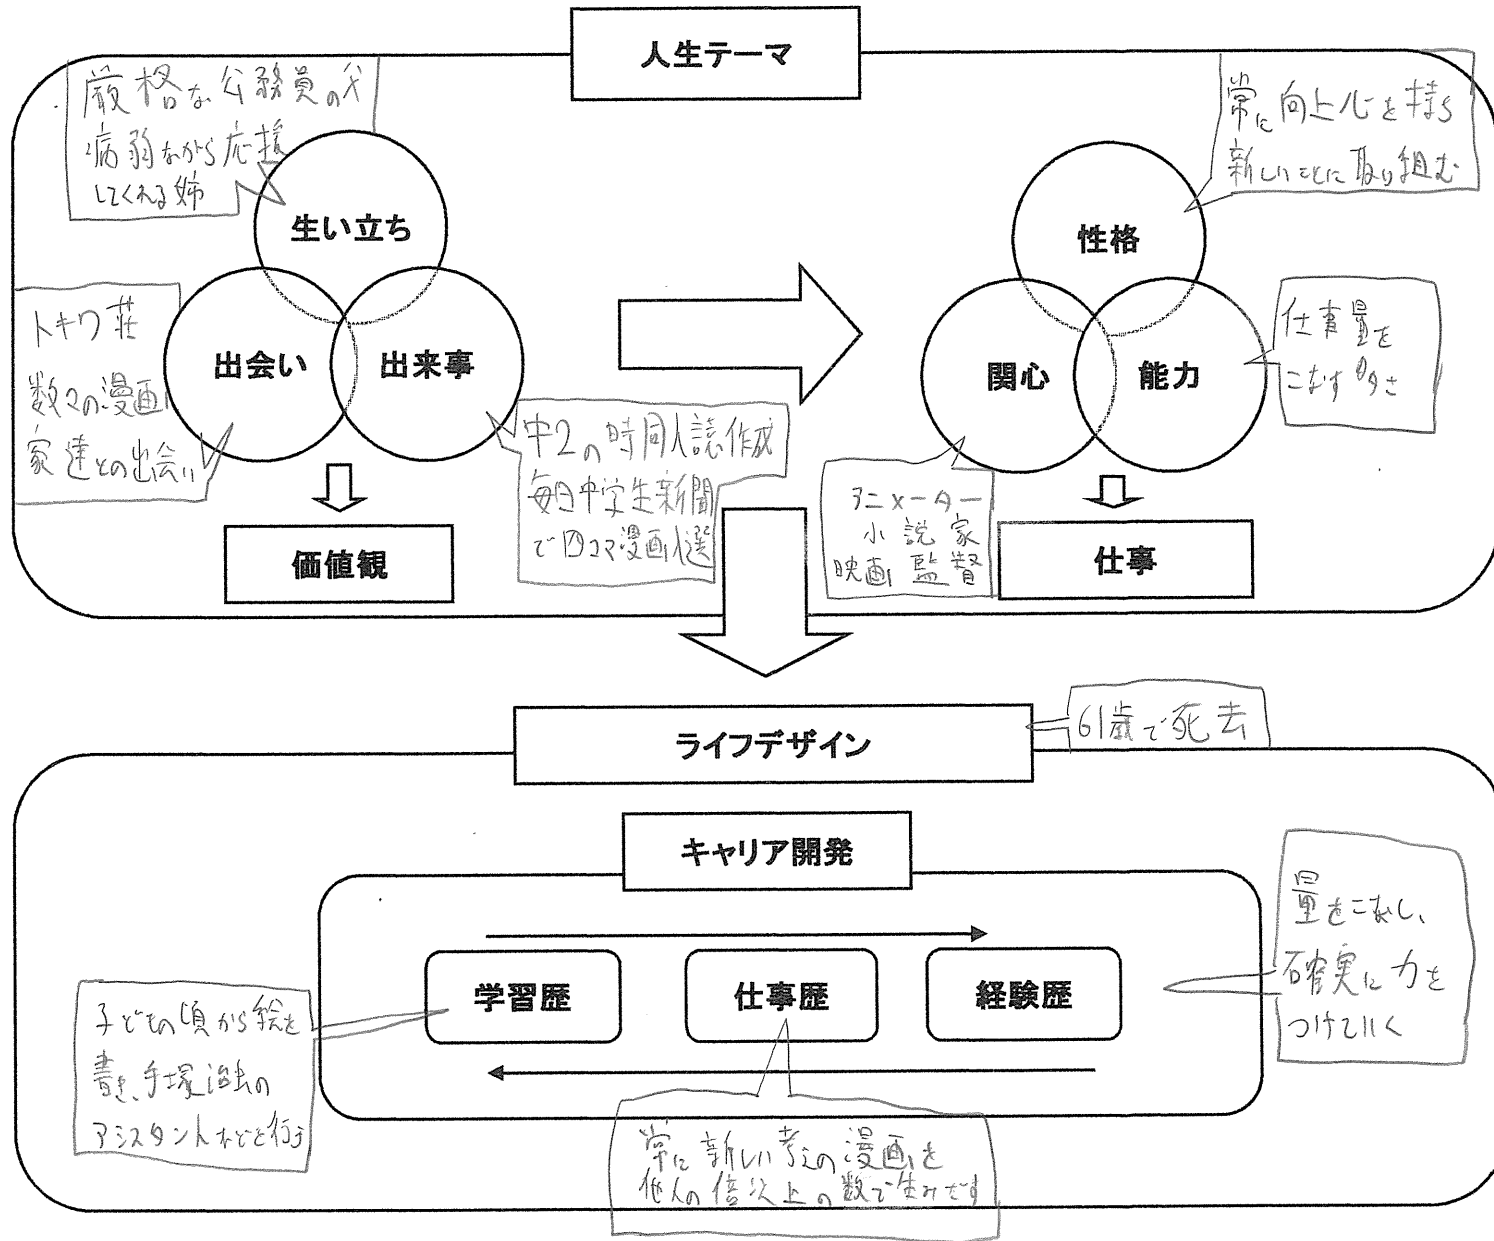 人生テーマ
厳格な公務員の父
病弱ながら応援
してくれる姉
生い立ち
トキワ荘
数々の漫画
家達との出会い
出会い
出来事
中2の時同人誌作成
毎日中学生新聞
で四コマ漫画入選
価値観
常に向上心を持ち
新しいことに取り組む
性格
仕事量を
こなす多さ
関心
能力
アニメーター
小説家
映画監督
仕事
ライフデザイン
61歳で死去
キャリア開発
学習歴
仕事歴
経験歴
子どもの頃から絵を
書き、手塚治虫の
アシスタントなどを行う
常に新しい考えの漫画を
他人の倍以上の数で生みだす
量をこなし、
確実に力を
つけていく